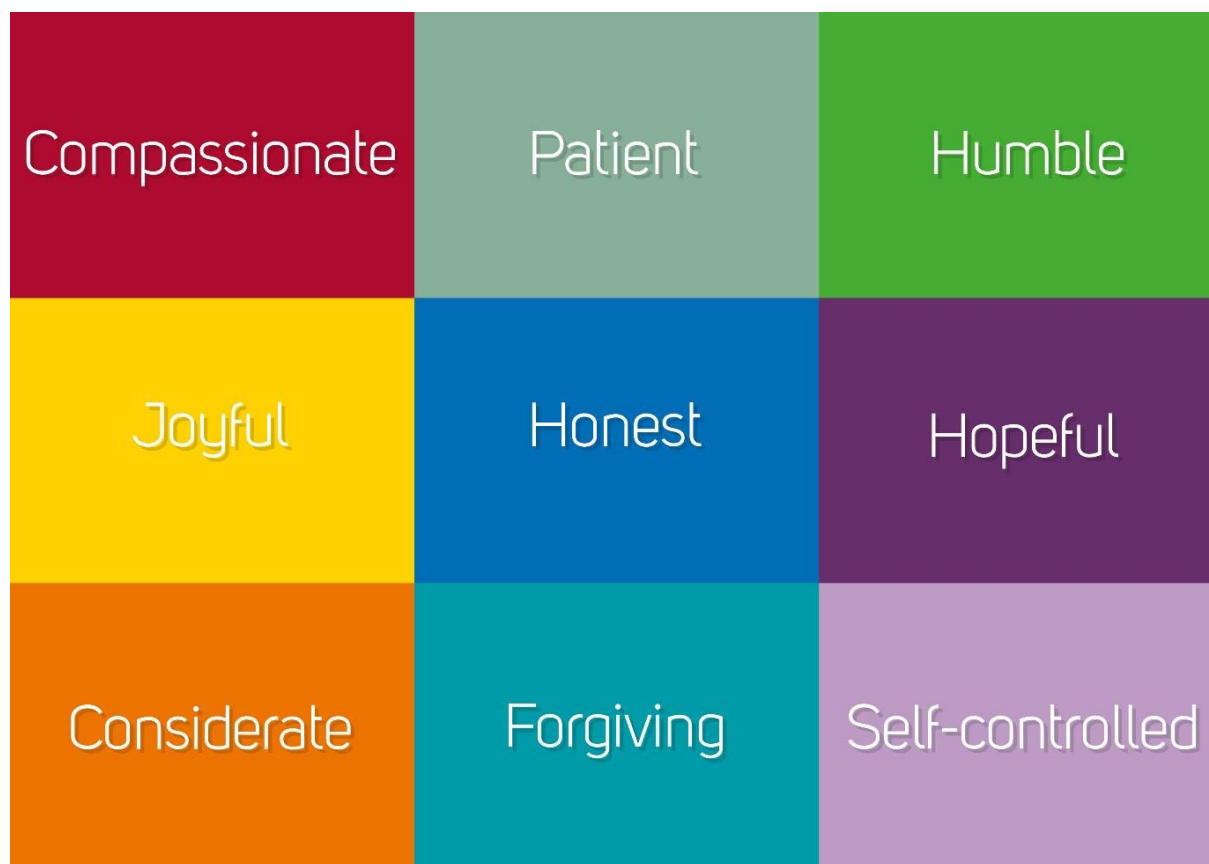 Compassionate
Patient
Humble
Joyful
Honest
Hopeful
Considerate
Forgiving
Self-controlled